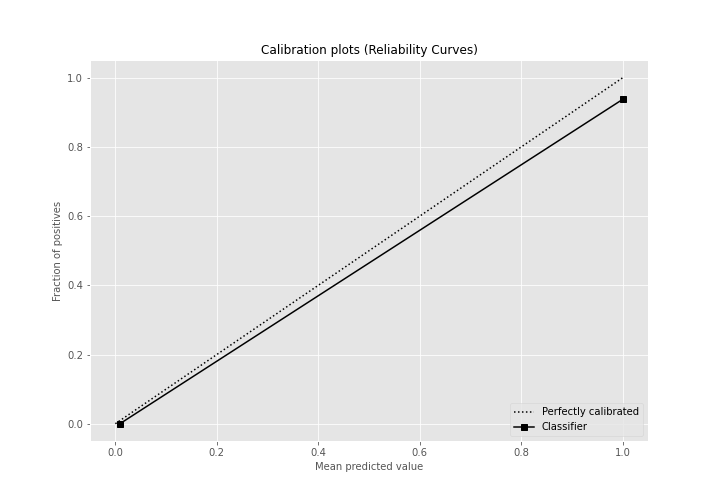 Calibration plots (Reliability Curves)
1.0
0.8
0.6
0.4
0.2
0.0
Fraction of positives
Perfectly calibrated
Classifier
0.0 0.2 0.4 0.6 0.8 1.0
Mean predicted value